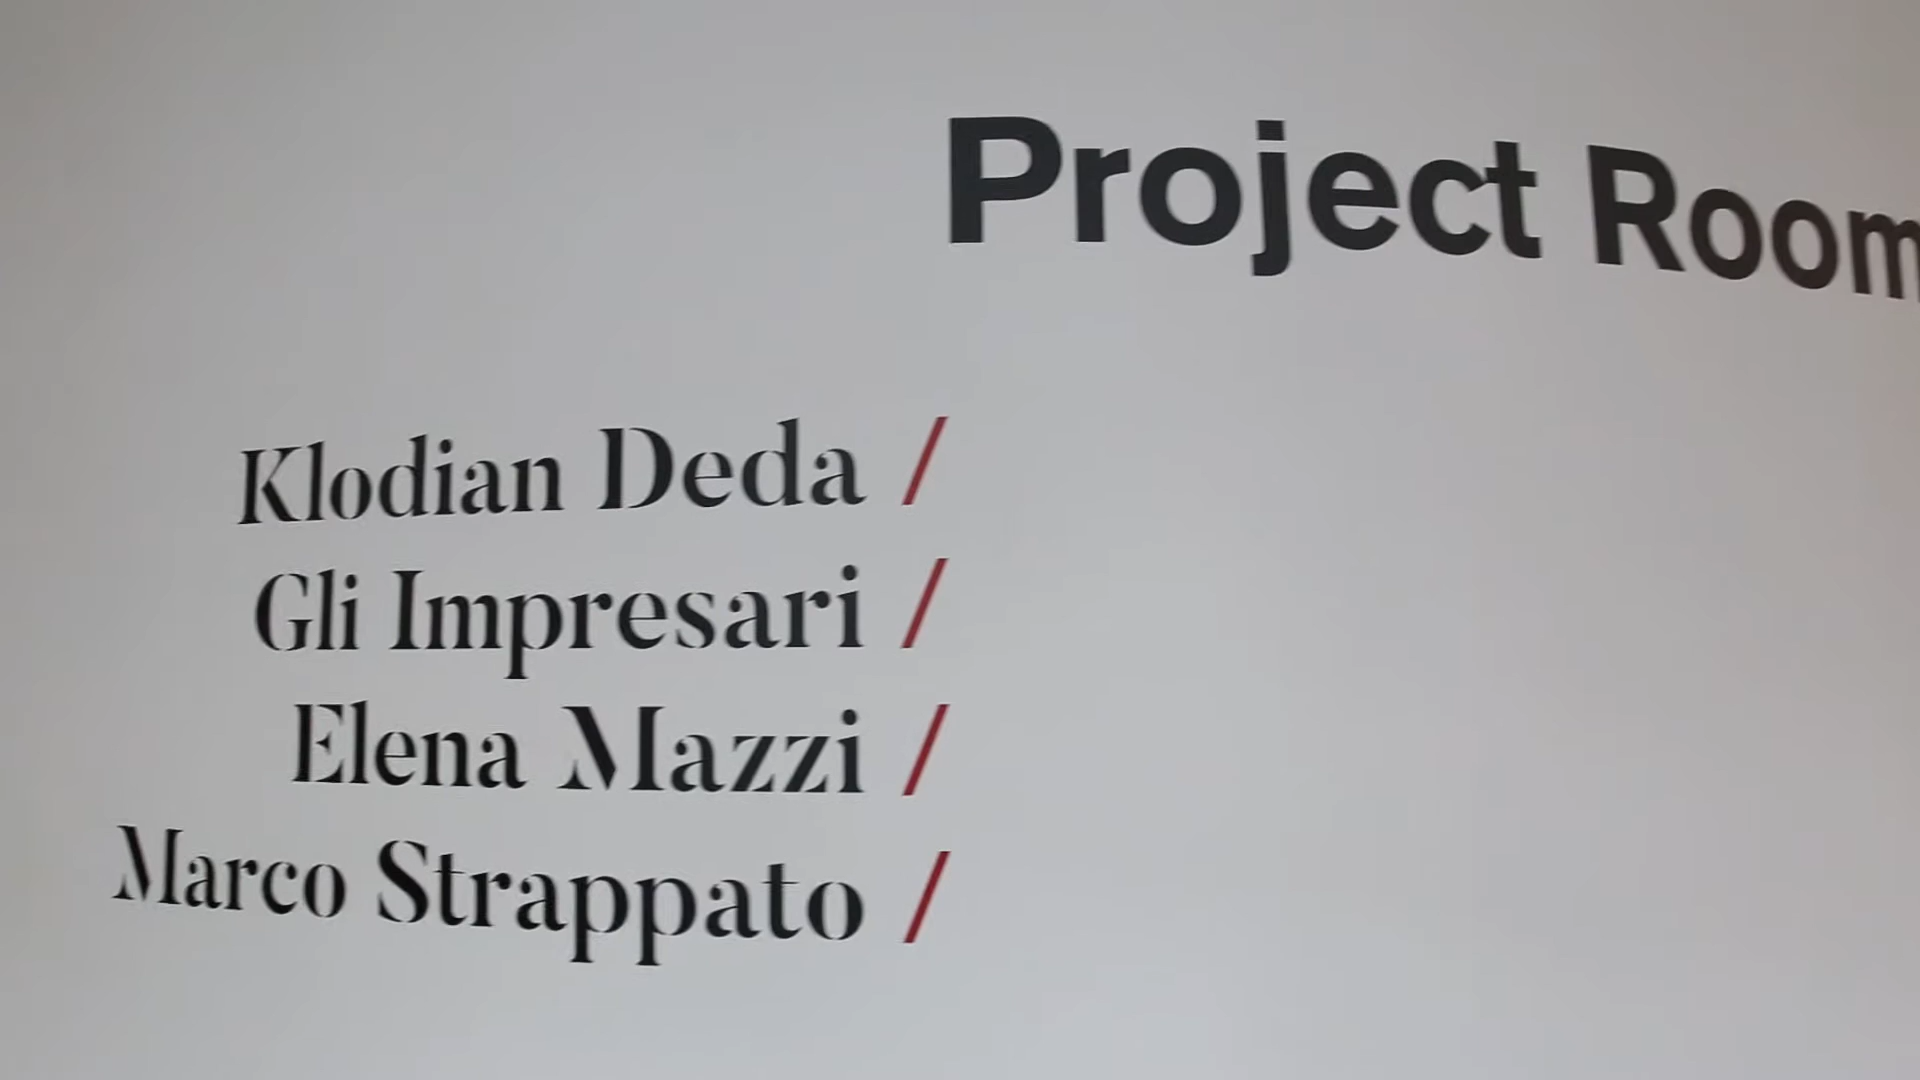 Project Room
Klodian Deda /
Gli Impresari /
Elena Mazzi /
Marco Strappato /